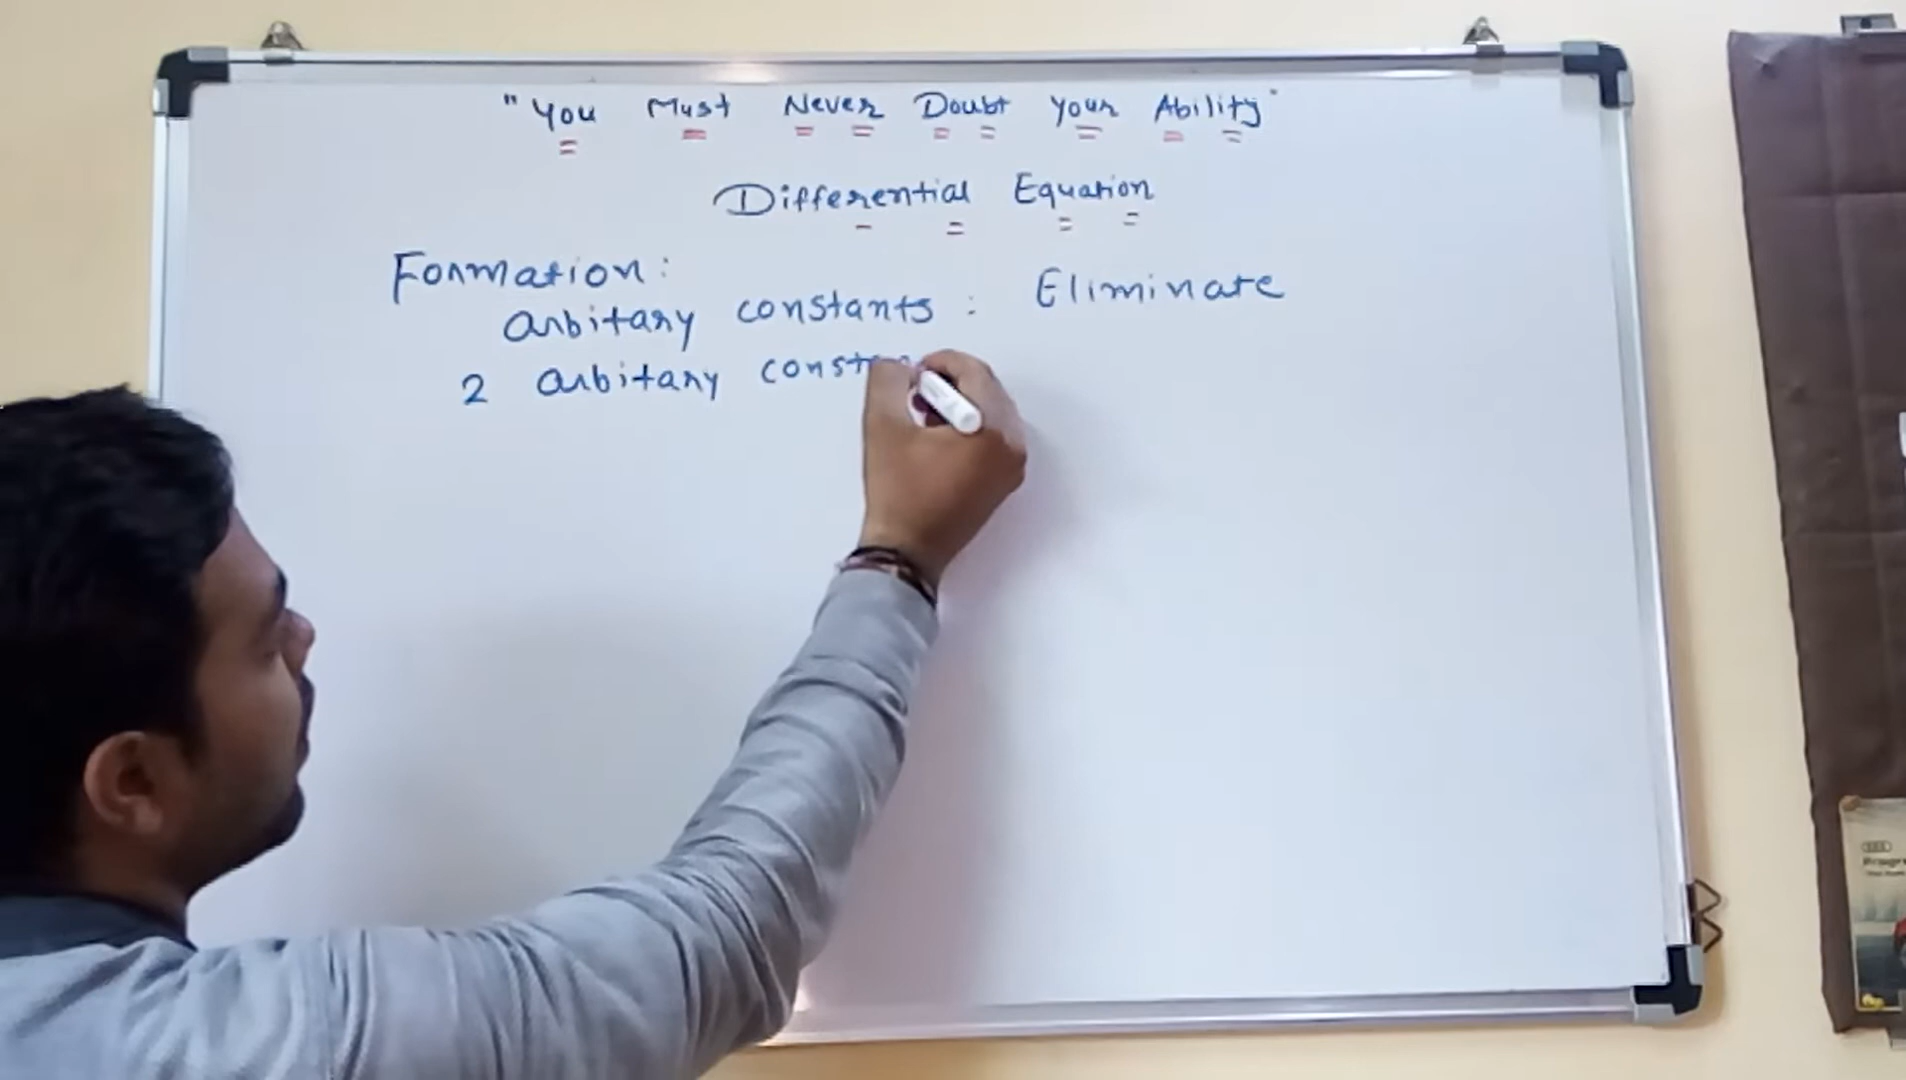 "You Must Never Doubt Your Ability"
Differential Equation
Formation:
arbitary constants : Eliminate
2 arbitary const